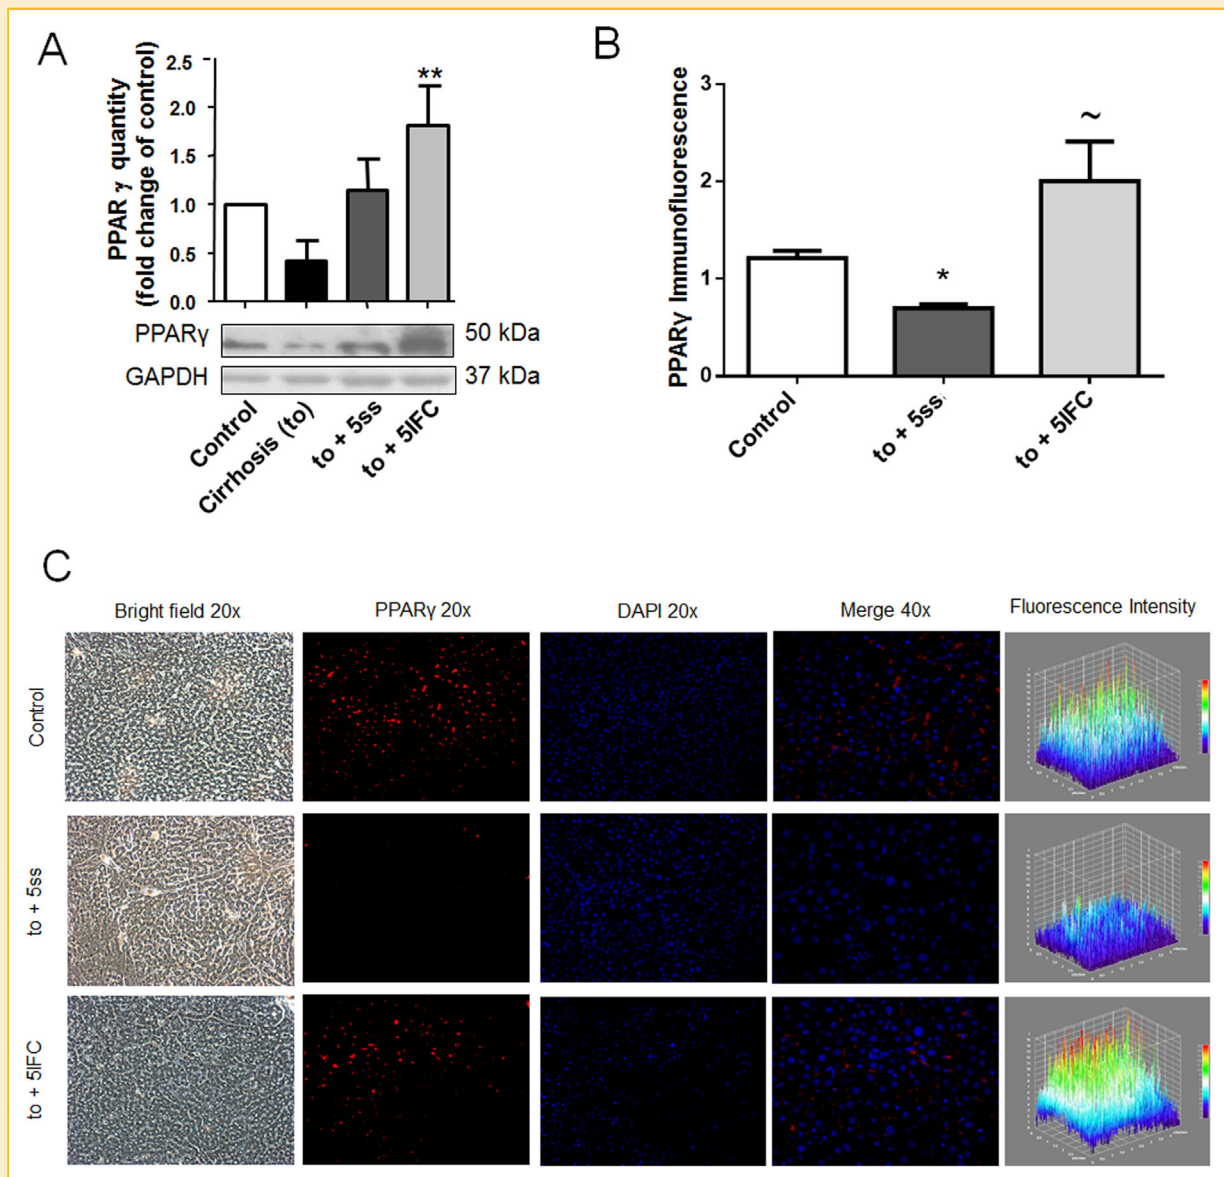 A
PPAR γ quantity
(fold change of control)
2.5
2.0
1.5
1.0
0.5
0.0
**
PPARγ
50 kDa
GAPDH
37 kDa
Control
Cirrhosis (to)
to + 5ss
to + 5IFC
B
PPARγ Immunofluorescence
3
2
1
0
*
~
Control
to + 5ss
to + 5IFC
C
Bright field 20x
PPARγ 20x
DAPI 20x
Merge 40x
Fluorescence Intensity
Control
to + 5ss
to + 5IFC